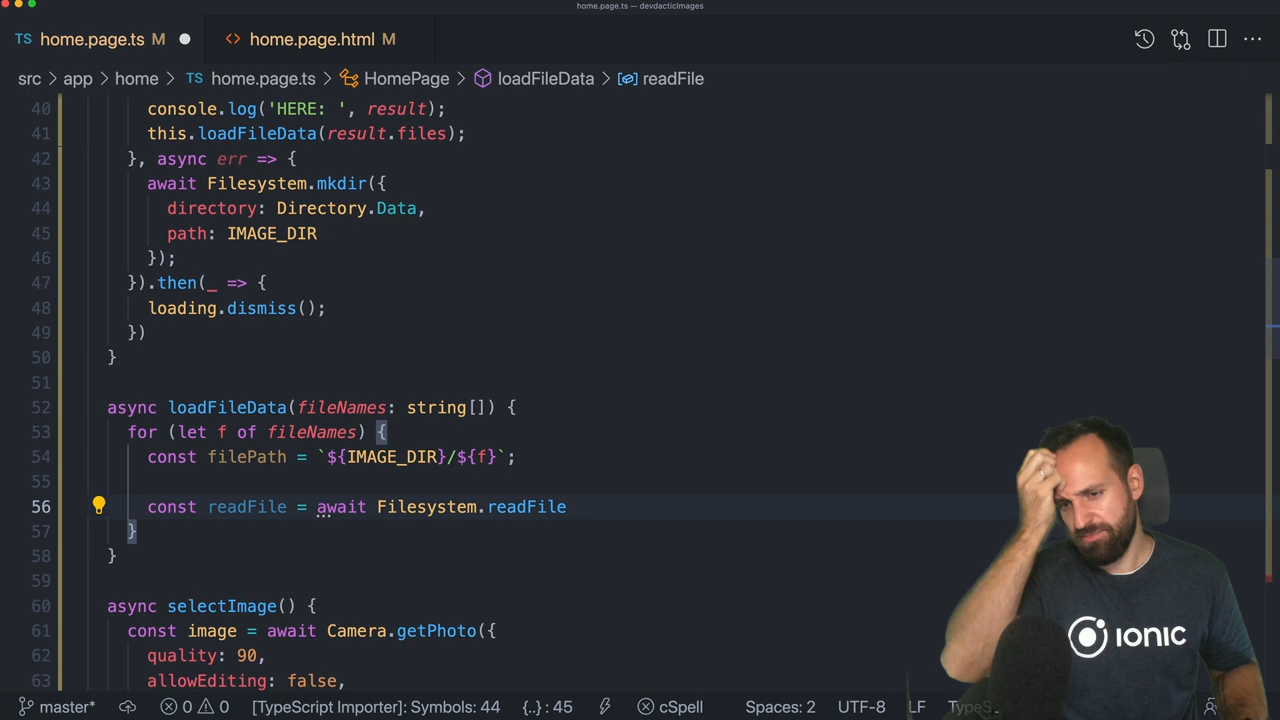 home.page.ts — devdacticImages
TS home.page.ts M
<> home.page.html M
src > app > home > TS home.page.ts > HomePage > loadFileData > readFile
40 console.log('HERE: ', result);
41 this.loadFileData(result.files);
42 }, async err => {
43 await Filesystem.mkdir({
44 directory: Directory.Data,
45 path: IMAGE_DIR
46 });
47 }).then(_ => {
48 loading.dismiss();
49 })
50 }
51
52 async loadFileData(fileNames: string[]) {
53 for (let f of fileNames) {
54 const filePath = `${IMAGE_DIR}/${f}`;
55
56 const readFile = await Filesystem.readFile
57 }
58 }
59
60 async selectImage() {
61 const image = await Camera.getPhoto({
62 quality: 90,
63 allowEditing: false,
IONIC
master* 0 0 [TypeScript Importer]: Symbols: 44 {..} : 45 cSpell Spaces: 2 UTF-8 LF